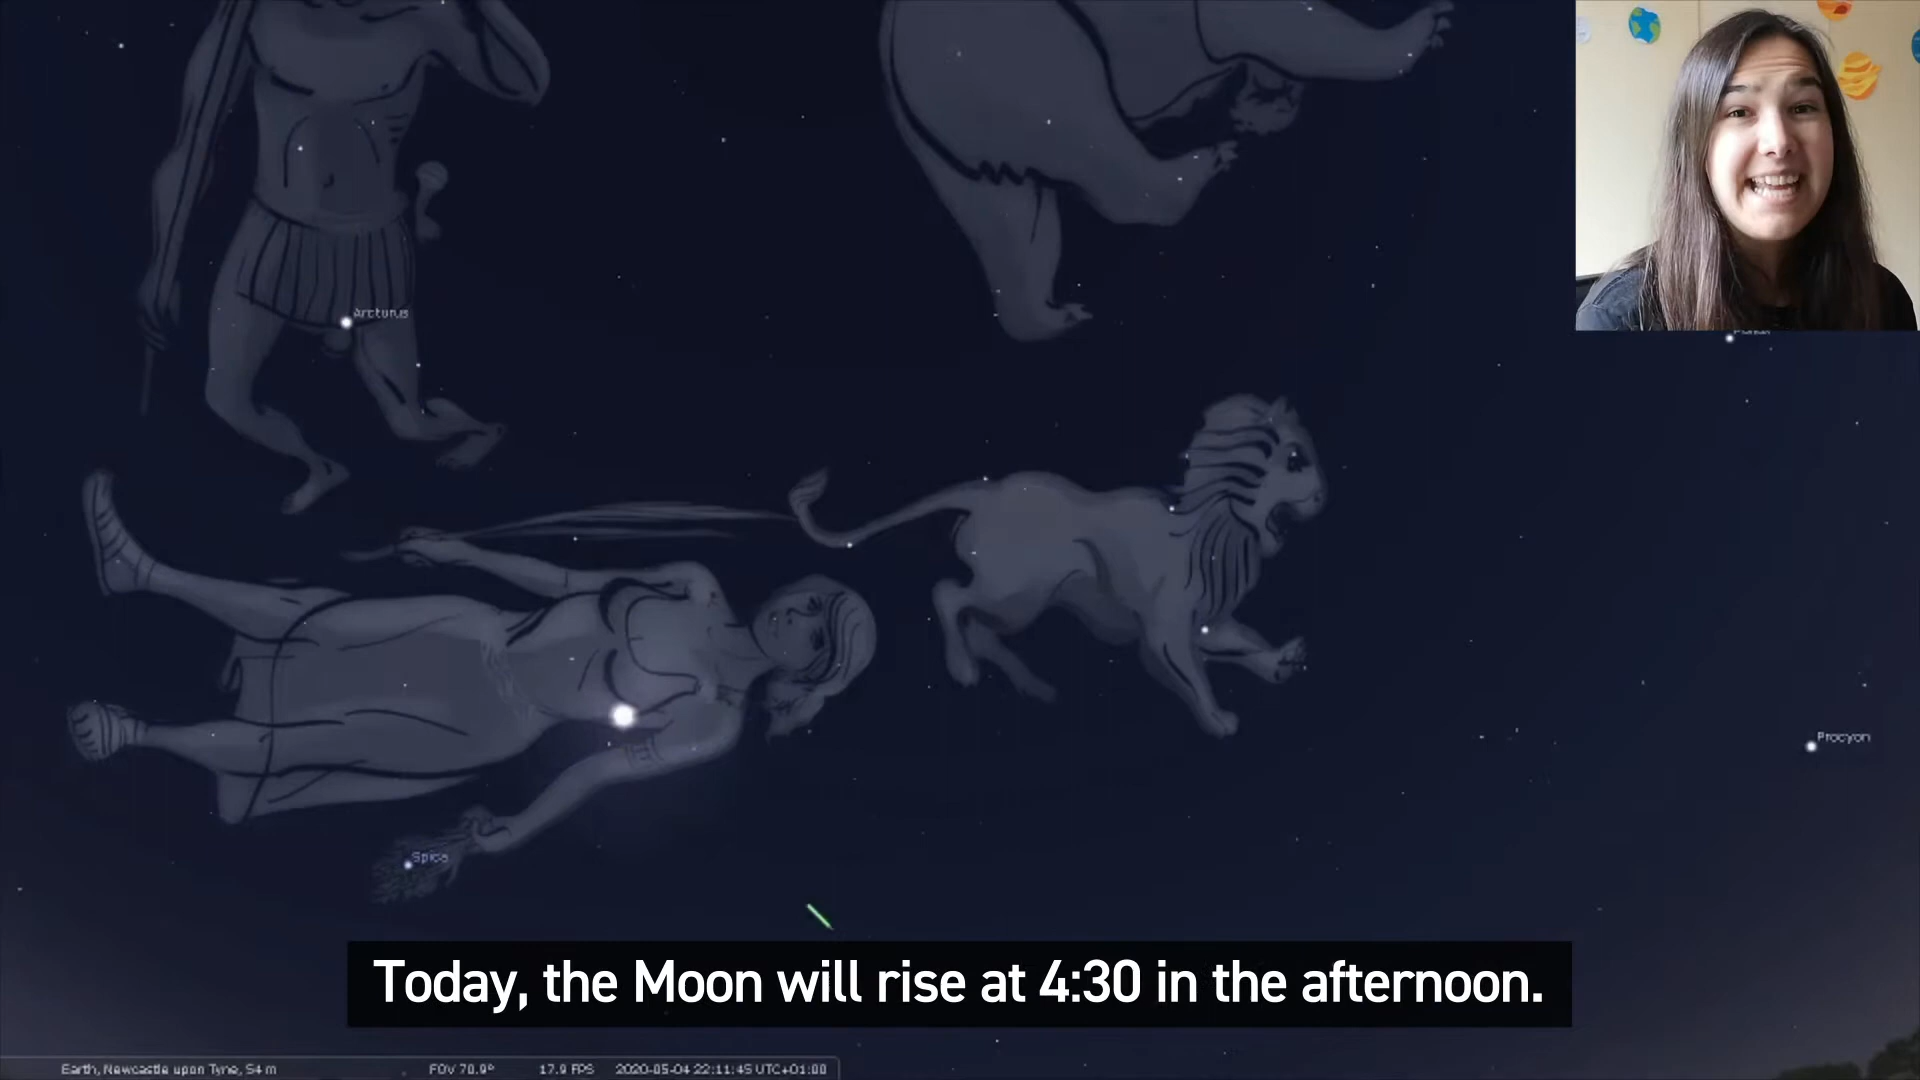 Arcturus
Procyon
Spica
Today, the Moon will rise at 4:30 in the afternoon.
Earth, Newcastle upon Tyne, 54 m FOV 70.9° 17.9 FPS 2020-05-04 22:11:45 UTC+01:00